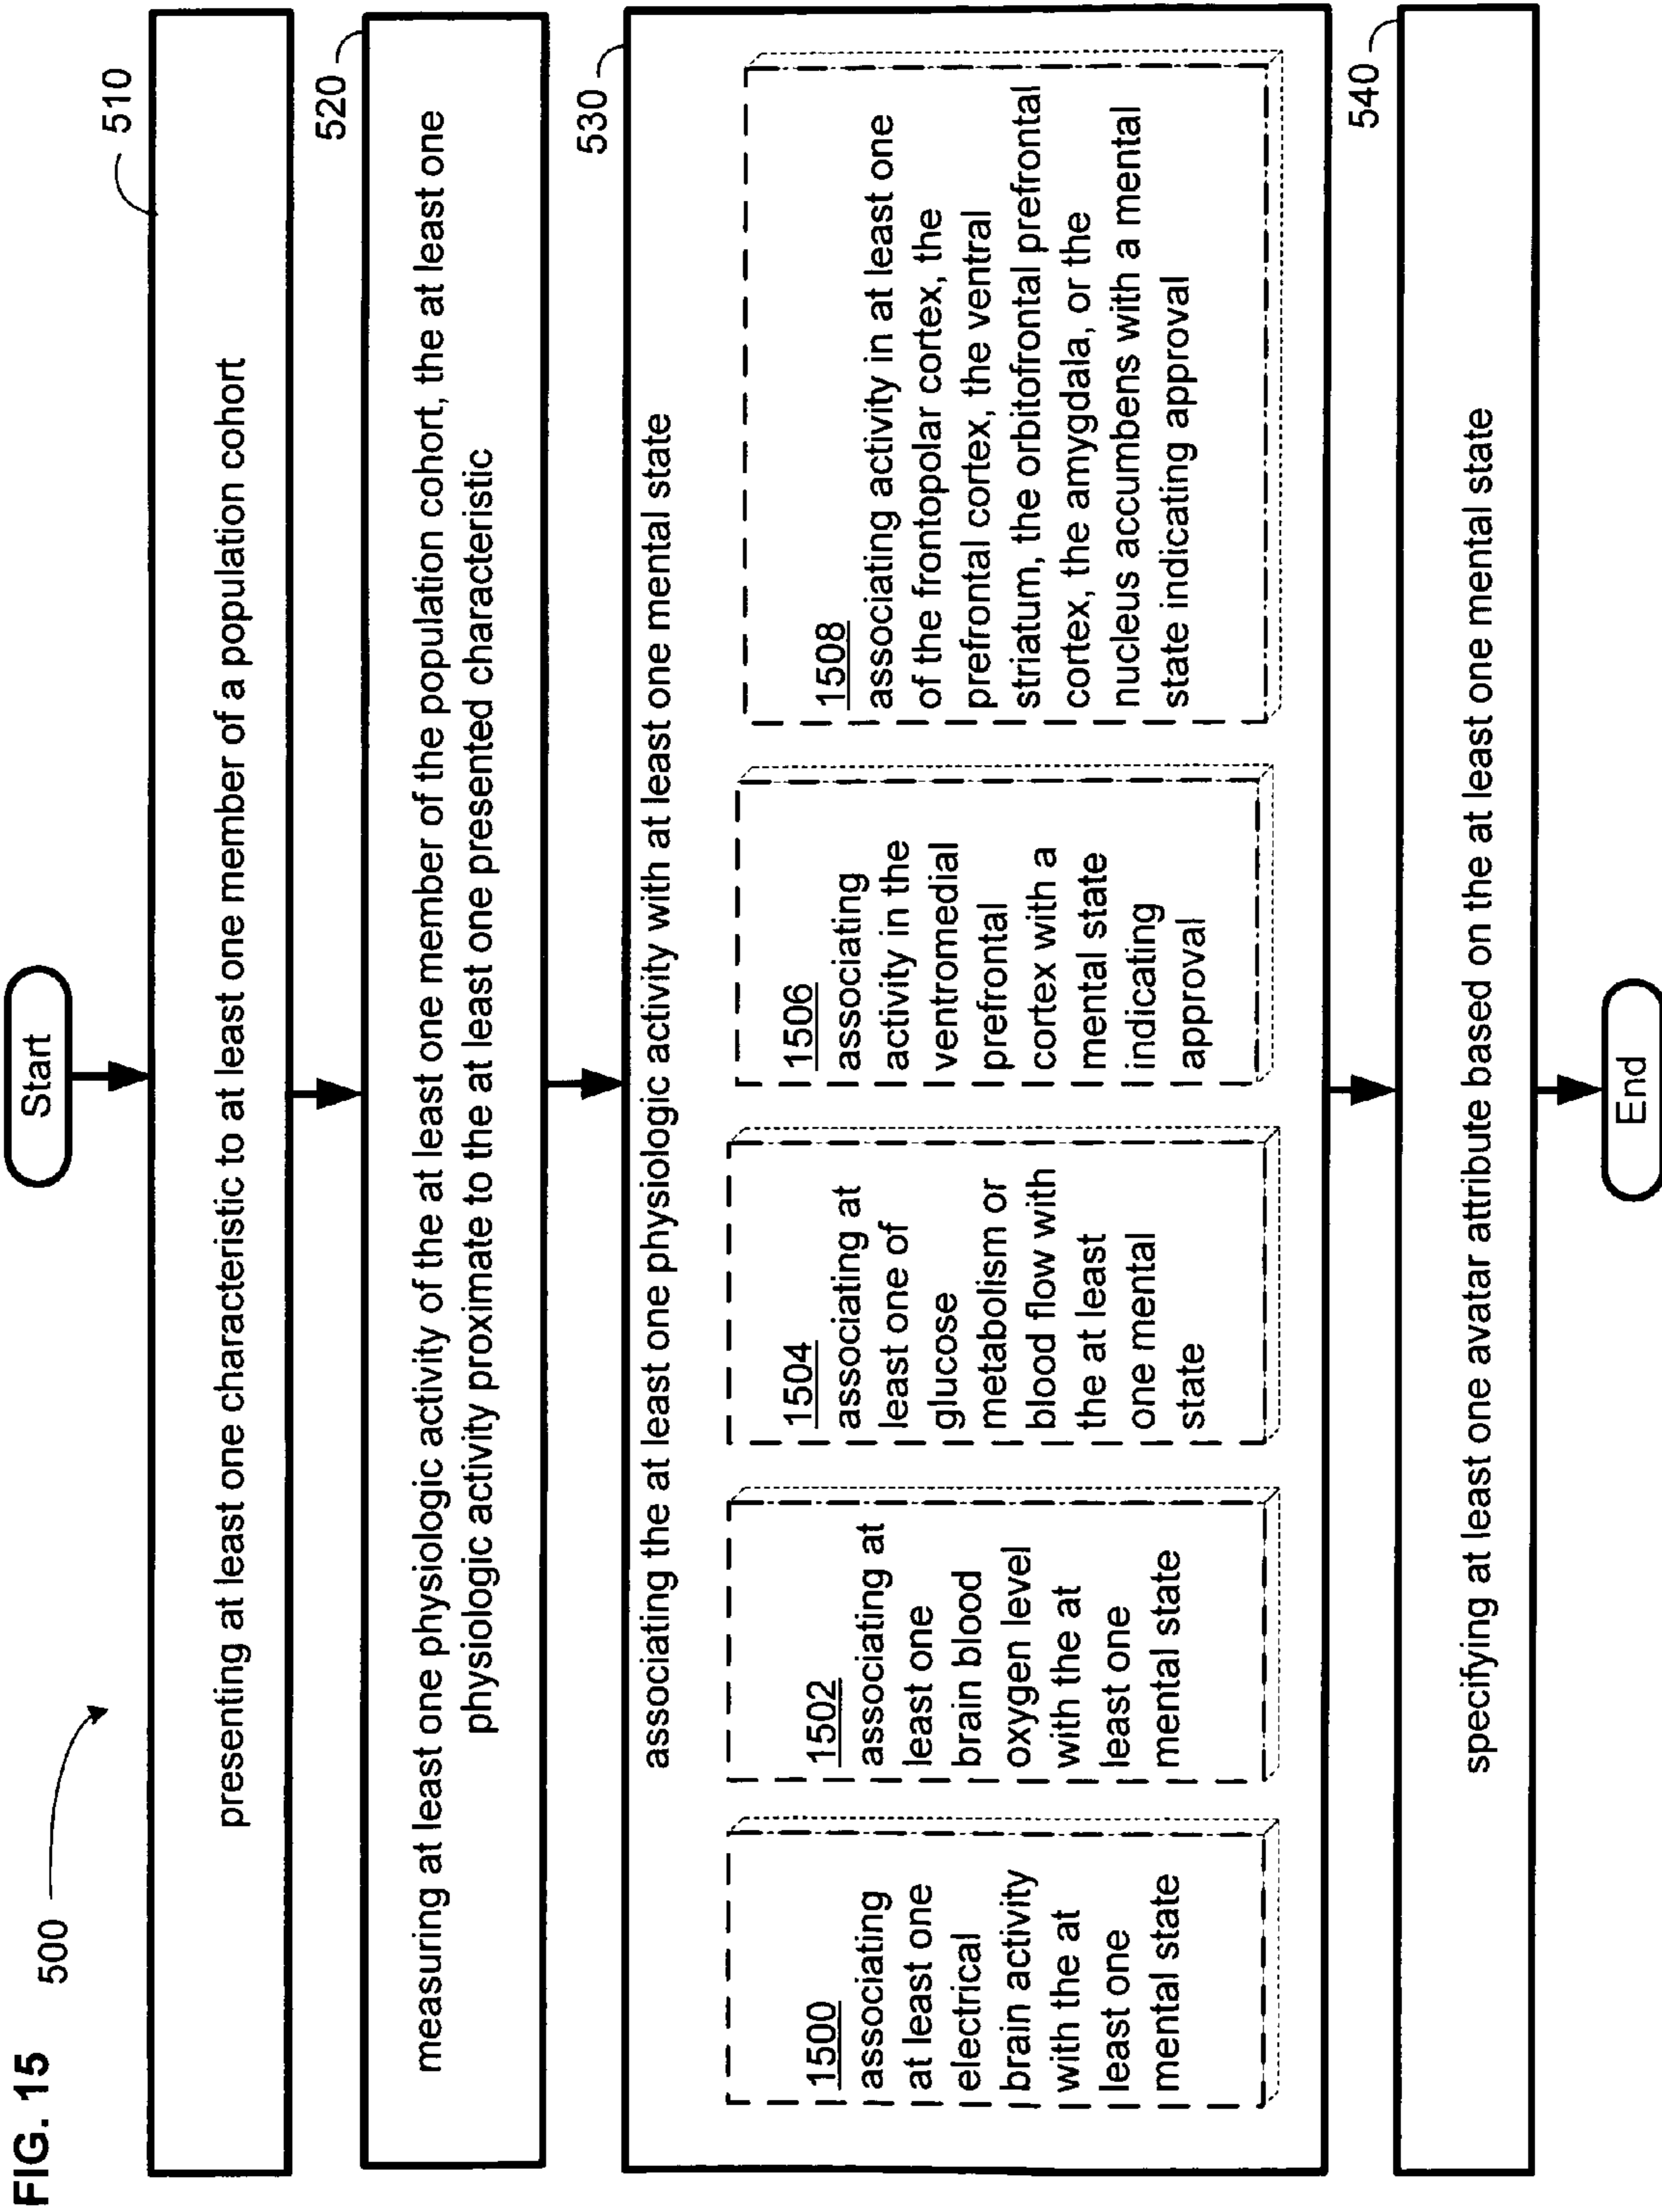 FIG. 15
500
Start
510
presenting at least one characteristic to at least one member of a population cohort
520
measuring at least one physiologic activity of the at least one member of the population cohort, the at least one
physiologic activity proximate to the at least one presented characteristic
530
associating the at least one physiologic activity with at least one mental state
1500
associating
at least one
electrical
brain activity
with the at
least one
mental state
1502
associating at
least one
brain blood
oxygen level
with the at
least one
mental state
1504
associating at
least one of
glucose
metabolism or
blood flow with
the at least
one mental
state
1506
associating
activity in the
ventromedial
prefrontal
cortex with a
mental state
indicating
approval
1508
associating activity in at least one
of the frontopolar cortex, the
prefrontal cortex, the ventral
striatum, the orbitofrontal prefrontal
cortex, the amygdala, or the
nucleus accumbens with a mental
state indicating approval
540
specifying at least one avatar attribute based on the at least one mental state
End